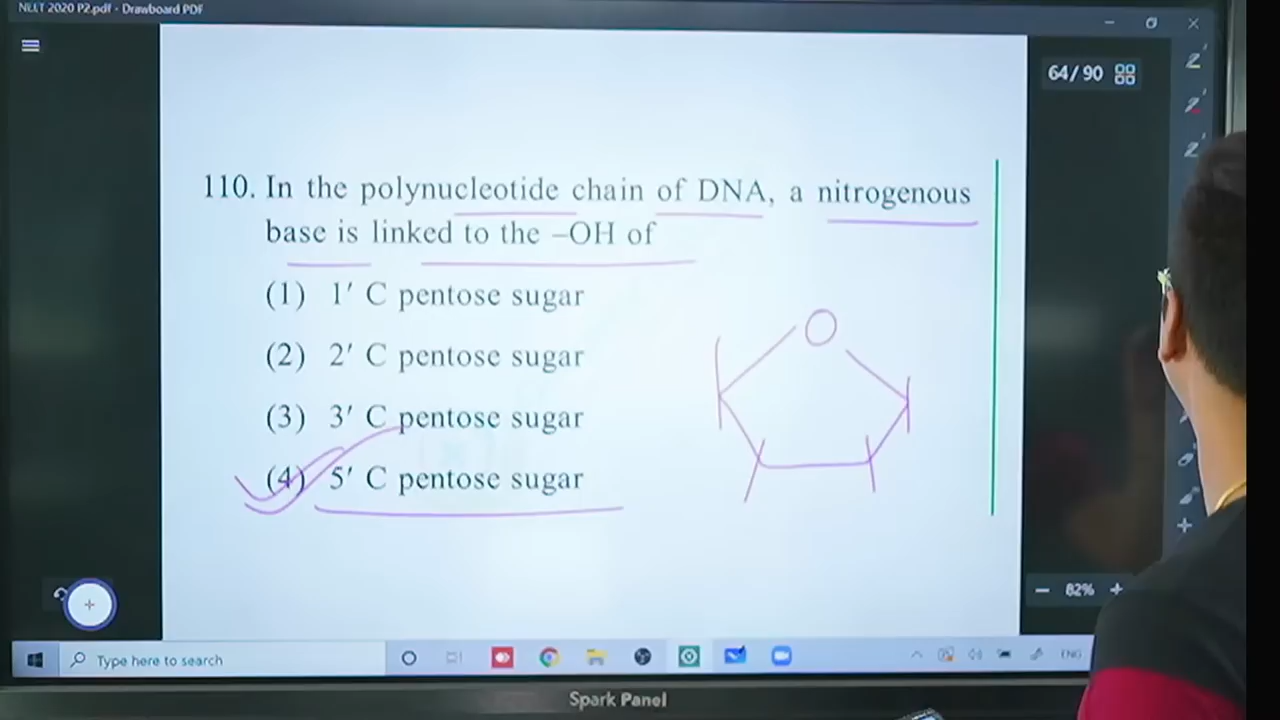 NEET 2020 P2.pdf - Drawboard PDF
64/90
110. In the polynucleotide chain of DNA, a nitrogenous
base is linked to the –OH of
(1) 1′ C pentose sugar
(2) 2′ C pentose sugar
(3) 3′ C pentose sugar
(4) 5′ C pentose sugar
O
82%
Type here to search
ENG
Spark Panel